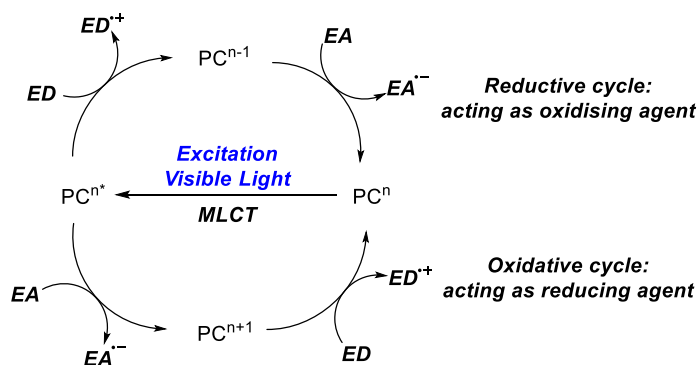 ED•+
PCn-1
EA
ED
EA•−
Reductive cycle:
acting as oxidising agent
Excitation
Visible Light
PCn*
PCn
MLCT
Oxidative cycle:
acting as reducing agent
ED•+
EA
PCn+1
EA•−
ED